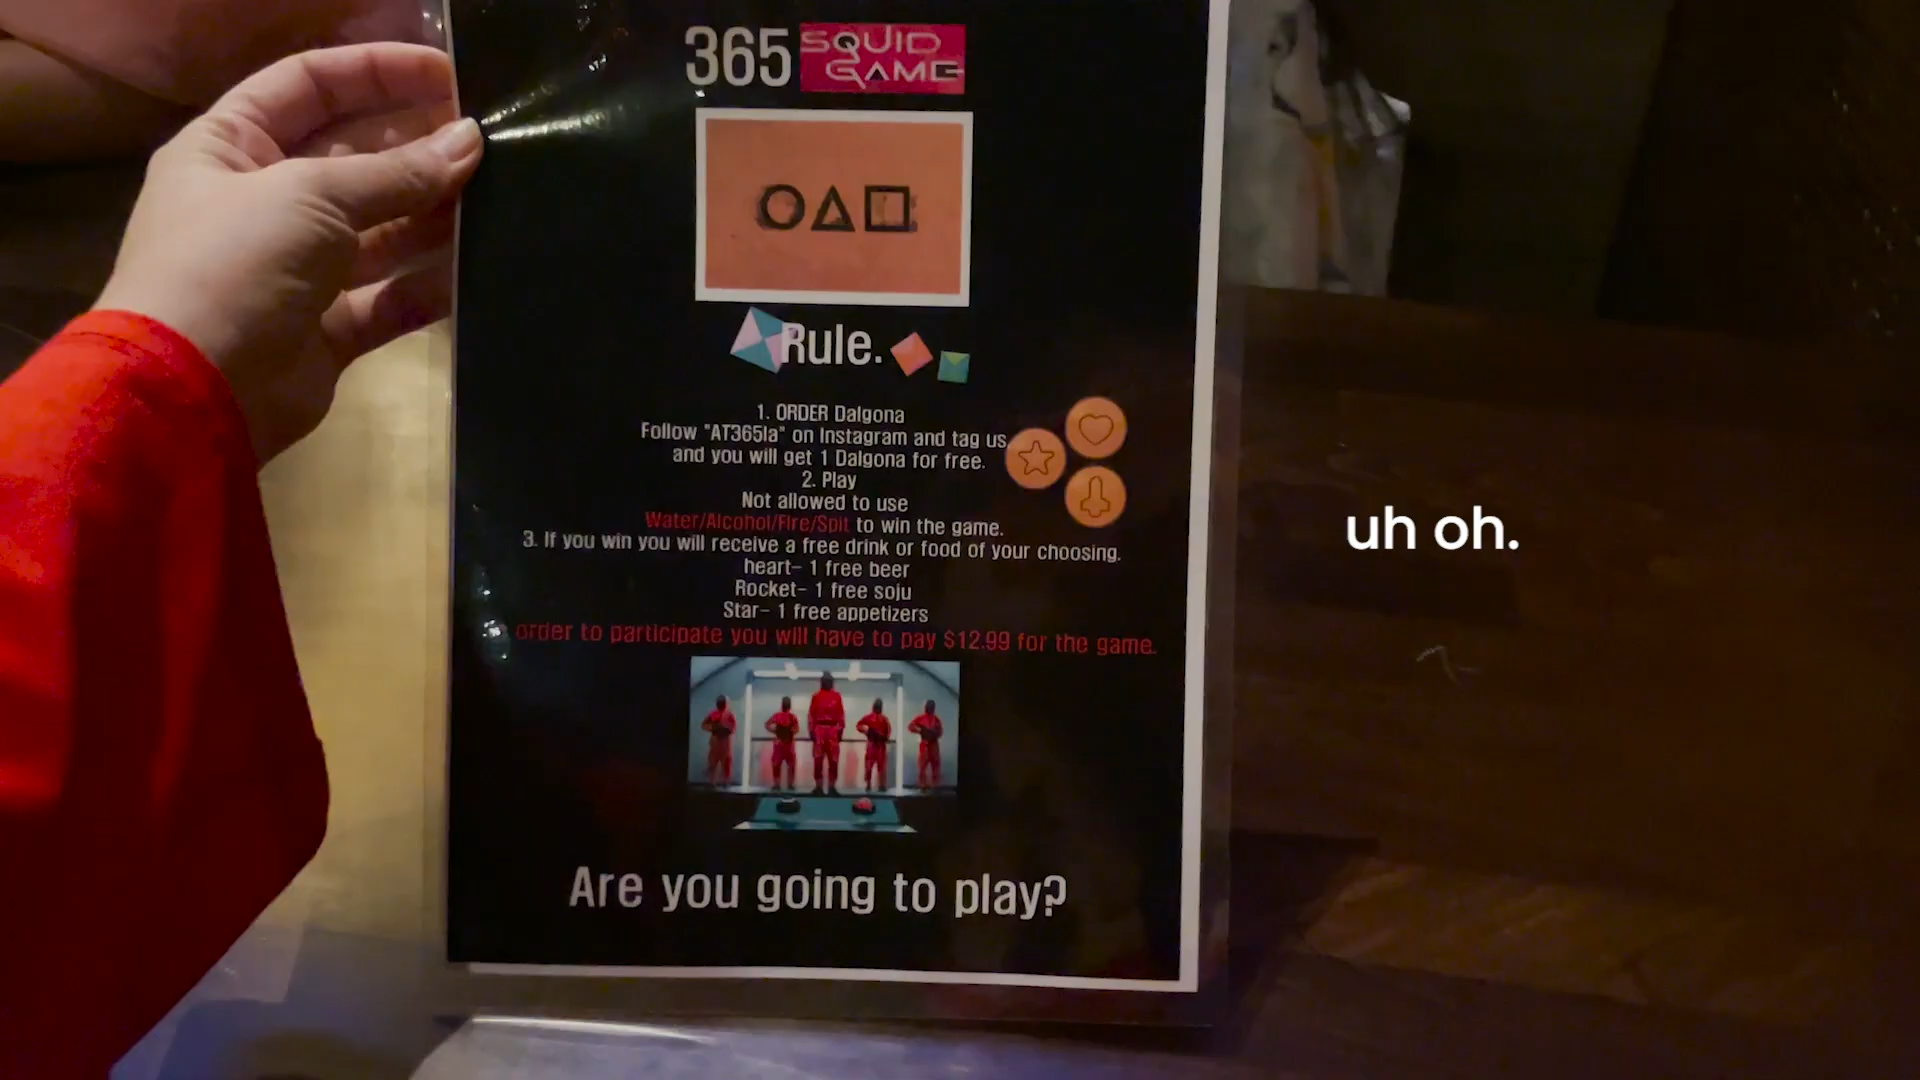 365 SQUID
GAME
Rule.
1. ORDER Dalgona
Follow "AT365la" on Instagram and tag us,
and you will get 1 Dalgona for free.
2. Play
Not allowed to use
Water/Alcohol/Fire/Spit to win the game.
3. If you win you will receive a free drink or food of your choosing.
heart- 1 free beer
Rocket- 1 free soju
Star- 1 free appetizers
order to participate you will have to pay $12.99 for the game.
Are you going to play?
uh oh.